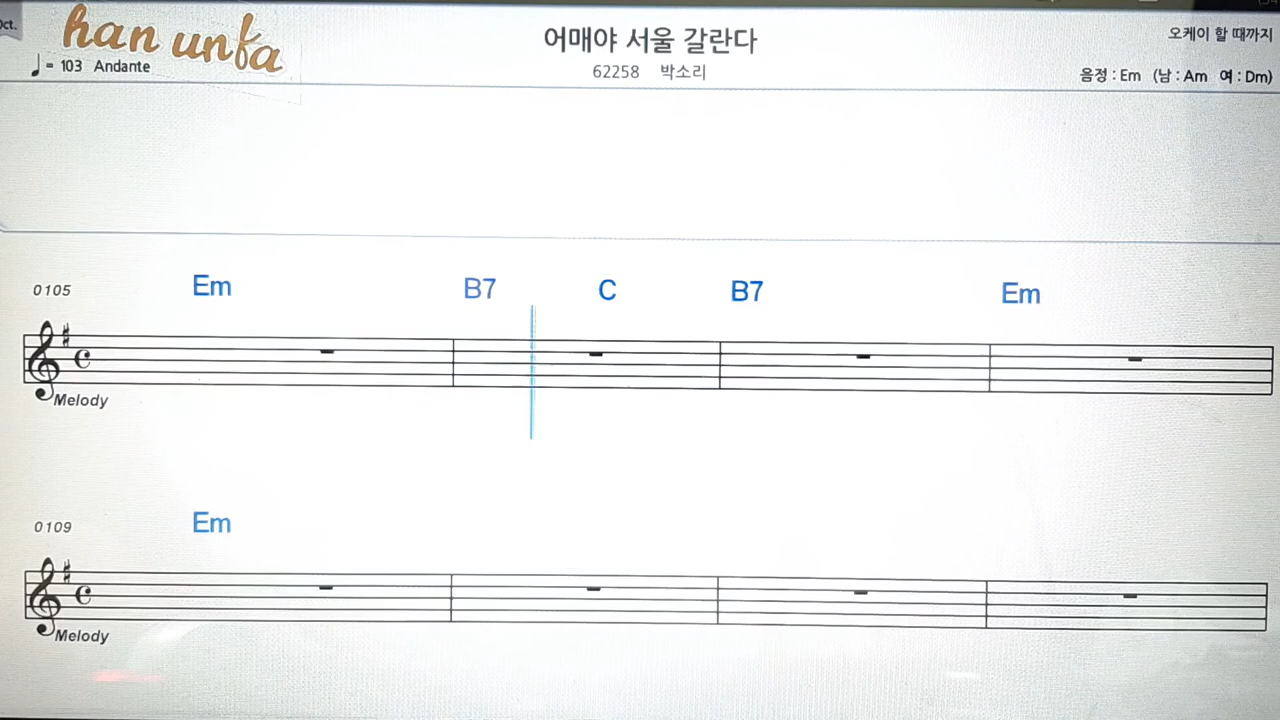 Oct.
han unfa
♩= 103 Andante
어매야 서울 갈란다
62258 박소리
오케이 할 때까지
음정 : Em (남 : Am 여 : Dm)
0105 Em B7 C B7 Em
Melody
0109 Em
Melody